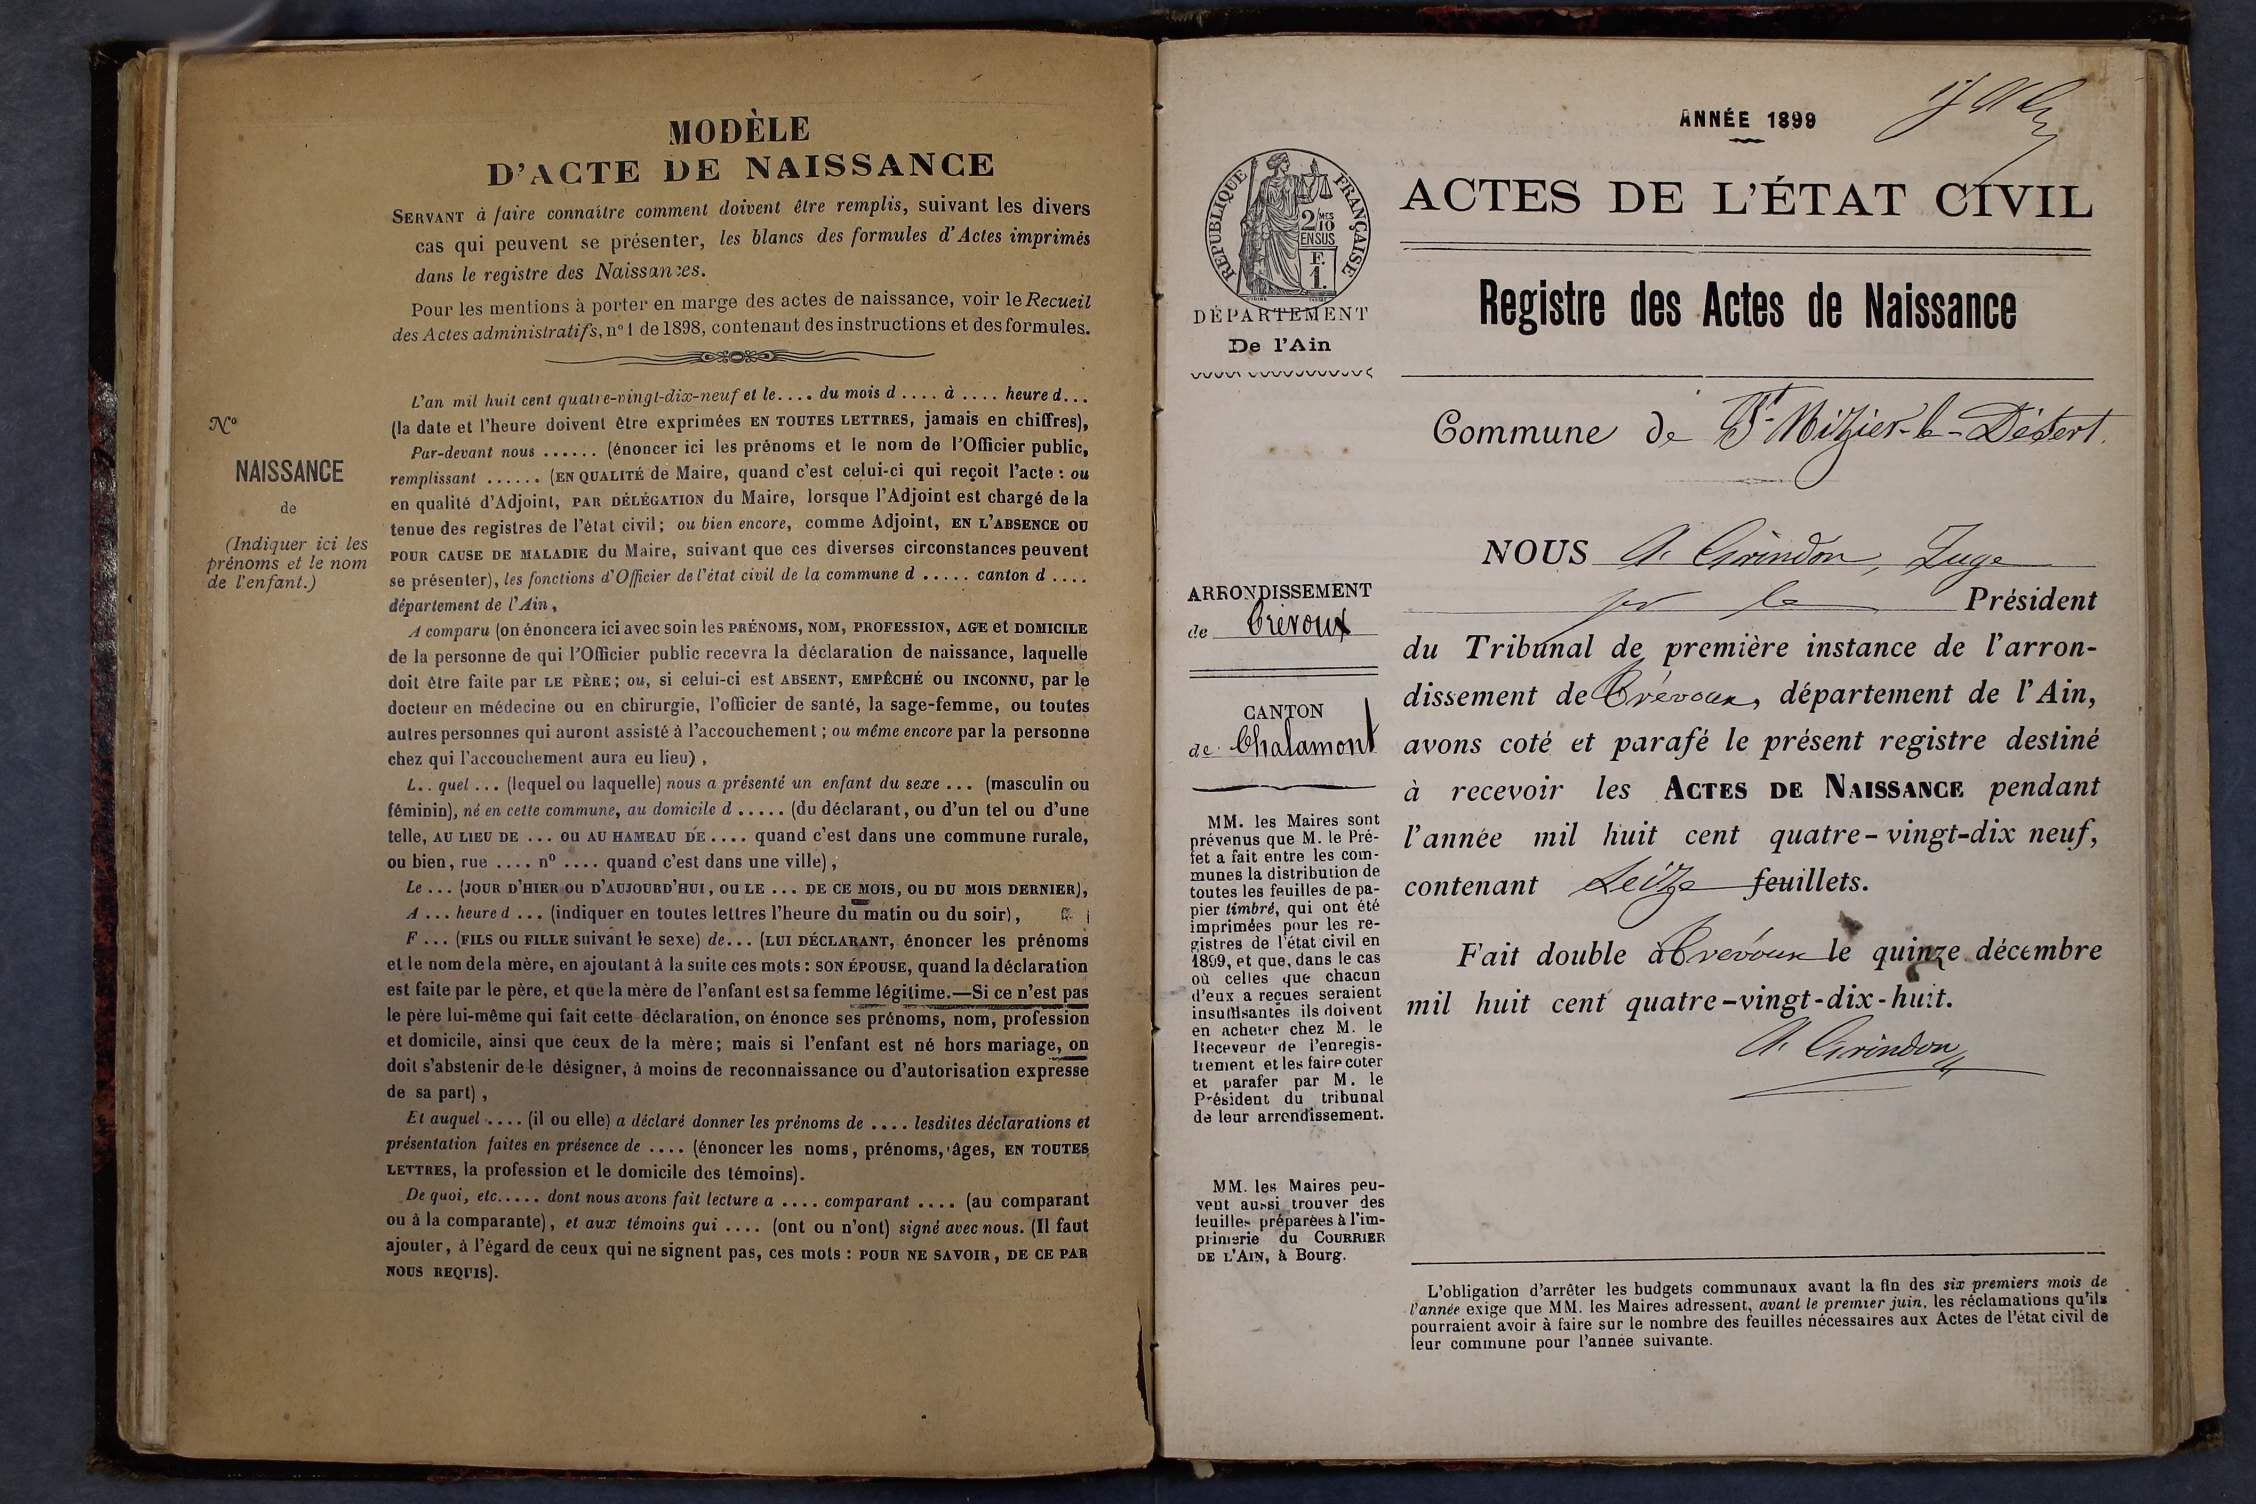 MODÈLE
D'ACTE DE NAISSANCE
SERVANT à faire connaître comment doivent être remplis, suivant les divers
cas qui peuvent se présenter, les blancs des formules d'Actes imprimés
dans le registre des Naissances.
Pour les mentions à porter en marge des actes de naissance, voir le Recueil
des Actes administratifs, n° 1 de 1898, contenant des instructions et des formules.
N°
NAISSANCE
de
(Indiquer ici les
prénoms et le nom
de l'enfant.)
L'an mil huit cent quatre-vingt-dix-neuf et le.... du mois d .... à .... heure d...
(la date et l'heure doivent être exprimées EN TOUTES LETTRES, jamais en chiffres),
Par-devant nous ...... (énoncer ici les prénoms et le nom de l'Officier public,
remplissant ...... (EN QUALITÉ de Maire, quand c'est celui-ci qui reçoit l'acte : ou
en qualité d'Adjoint, PAR DÉLÉGATION du Maire, lorsque l'Adjoint est chargé de la
tenue des registres de l'état civil; ou bien encore, comme Adjoint, EN L'ABSENCE OU
POUR CAUSE DE MALADIE du Maire, suivant que ces diverses circonstances peuvent
se présenter), les fonctions d'Officier de l'état civil de la commune d ..... canton d ....
département de l'Ain,
A comparu (on énoncera ici avec soin les PRÉNOMS, NOM, PROFESSION, AGE et DOMICILE
de la personne de qui l'Officier public recevra la déclaration de naissance, laquelle
doit être faite par LE PÈRE; ou, si celui-ci est ABSENT, EMPÊCHÉ OU INCONNU, par le
docteur en médecine ou en chirurgie, l'officier de santé, la sage-femme, ou toutes
autres personnes qui auront assisté à l'accouchement ; ou même encore par la personne
chez qui l'accouchement aura eu lieu),
L.. quel ... (lequel ou laquelle) nous a présenté un enfant du sexe ... (masculin ou
féminin), né en cette commune, au domicile d ..... (du déclarant, ou d'un tel ou d'une
telle, AU LIEU DE ... OU AU HAMEAU DE .... quand c'est dans une commune rurale,
ou bien, rue .... n° .... quand c'est dans une ville),
Le ... (JOUR D'HIER OU D'AUJOURD'HUI, OU LE ... DE CE MOIS, OU DU MOIS DERNIER),
A ... heure d ... (indiquer en toutes lettres l'heure du matin ou du soir),
F ... (FILS OU FILLE suivant le sexe) de... (LUI DÉCLARANT, énoncer les prénoms
et le nom de la mère, en ajoutant à la suite ces mots : SON ÉPOUSE, quand la déclaration
est faite par le père, et que la mère de l'enfant est sa femme légitime.—Si ce n'est pas
le père lui-même qui fait cette déclaration, on énonce ses prénoms, nom, profession
et domicile, ainsi que ceux de la mère; mais si l'enfant est né hors mariage, on
doit s'abstenir de le désigner, à moins de reconnaissance ou d'autorisation expresse
de sa part),
Et auquel .... (il ou elle) a déclaré donner les prénoms de .... lesdites déclarations et
présentation faites en présence de .... (énoncer les noms, prénoms, âges, EN TOUTES
LETTRES, la profession et le domicile des témoins).
De quoi, etc..... dont nous avons fait lecture a .... comparant .... (au comparant
ou à la comparante), et aux témoins qui .... (ont ou n'ont) signé avec nous. (Il faut
ajouter, à l'égard de ceux qui ne signent pas, ces mots : POUR NE SAVOIR, DE CE PAR
NOUS REQUIS).
ANNÉE 1899
RÉPUBLIQUE FRANÇAISE
2/10MES
EN SUS
F.
1.
DÉPARTEMENT
De l'Ain
ACTES DE L'ÉTAT CIVIL
Registre des Actes de Naissance
Commune de St Nizier-le-Désert.
ARRONDISSEMENT
de Trévoux
CANTON
de Chalamont
MM. les Maires sont
prévenus que M. le Pré-
fet a fait entre les com-
munes la distribution de
toutes les feuilles de pa-
pier timbré, qui ont été
imprimées pour les re-
gistres de l'état civil en
1899, et que, dans le cas
où celles que chacun
d'eux a reçues seraient
insuffisantes ils doivent
en acheter chez M. le
Receveur de l'enregis-
trement et les faire coter
et parafer par M. le
Président du tribunal
de leur arrondissement.
MM. les Maires peu-
vent aussi trouver des
feuilles préparées à l'im-
primerie du COURRIER
DE L'AIN, à Bourg.
NOUS A. Girindon, Juge
pr le Président
du Tribunal de première instance de l'arron-
dissement de Trévoux, département de l'Ain,
avons coté et parafé le présent registre destiné
à recevoir les ACTES DE NAISSANCE pendant
l'année mil huit cent quatre-vingt-dix neuf,
contenant seize feuillets.
Fait double à Trévoux le quinze décembre
mil huit cent quatre-vingt-dix-huit.
A. Girindon
L'obligation d'arrêter les budgets communaux avant la fin des six premiers mois de
l'année exige que MM. les Maires adressent, avant le premier juin, les réclamations qu'ils
pourraient avoir à faire sur le nombre des feuilles nécessaires aux Actes de l'état civil de
leur commune pour l'année suivante.